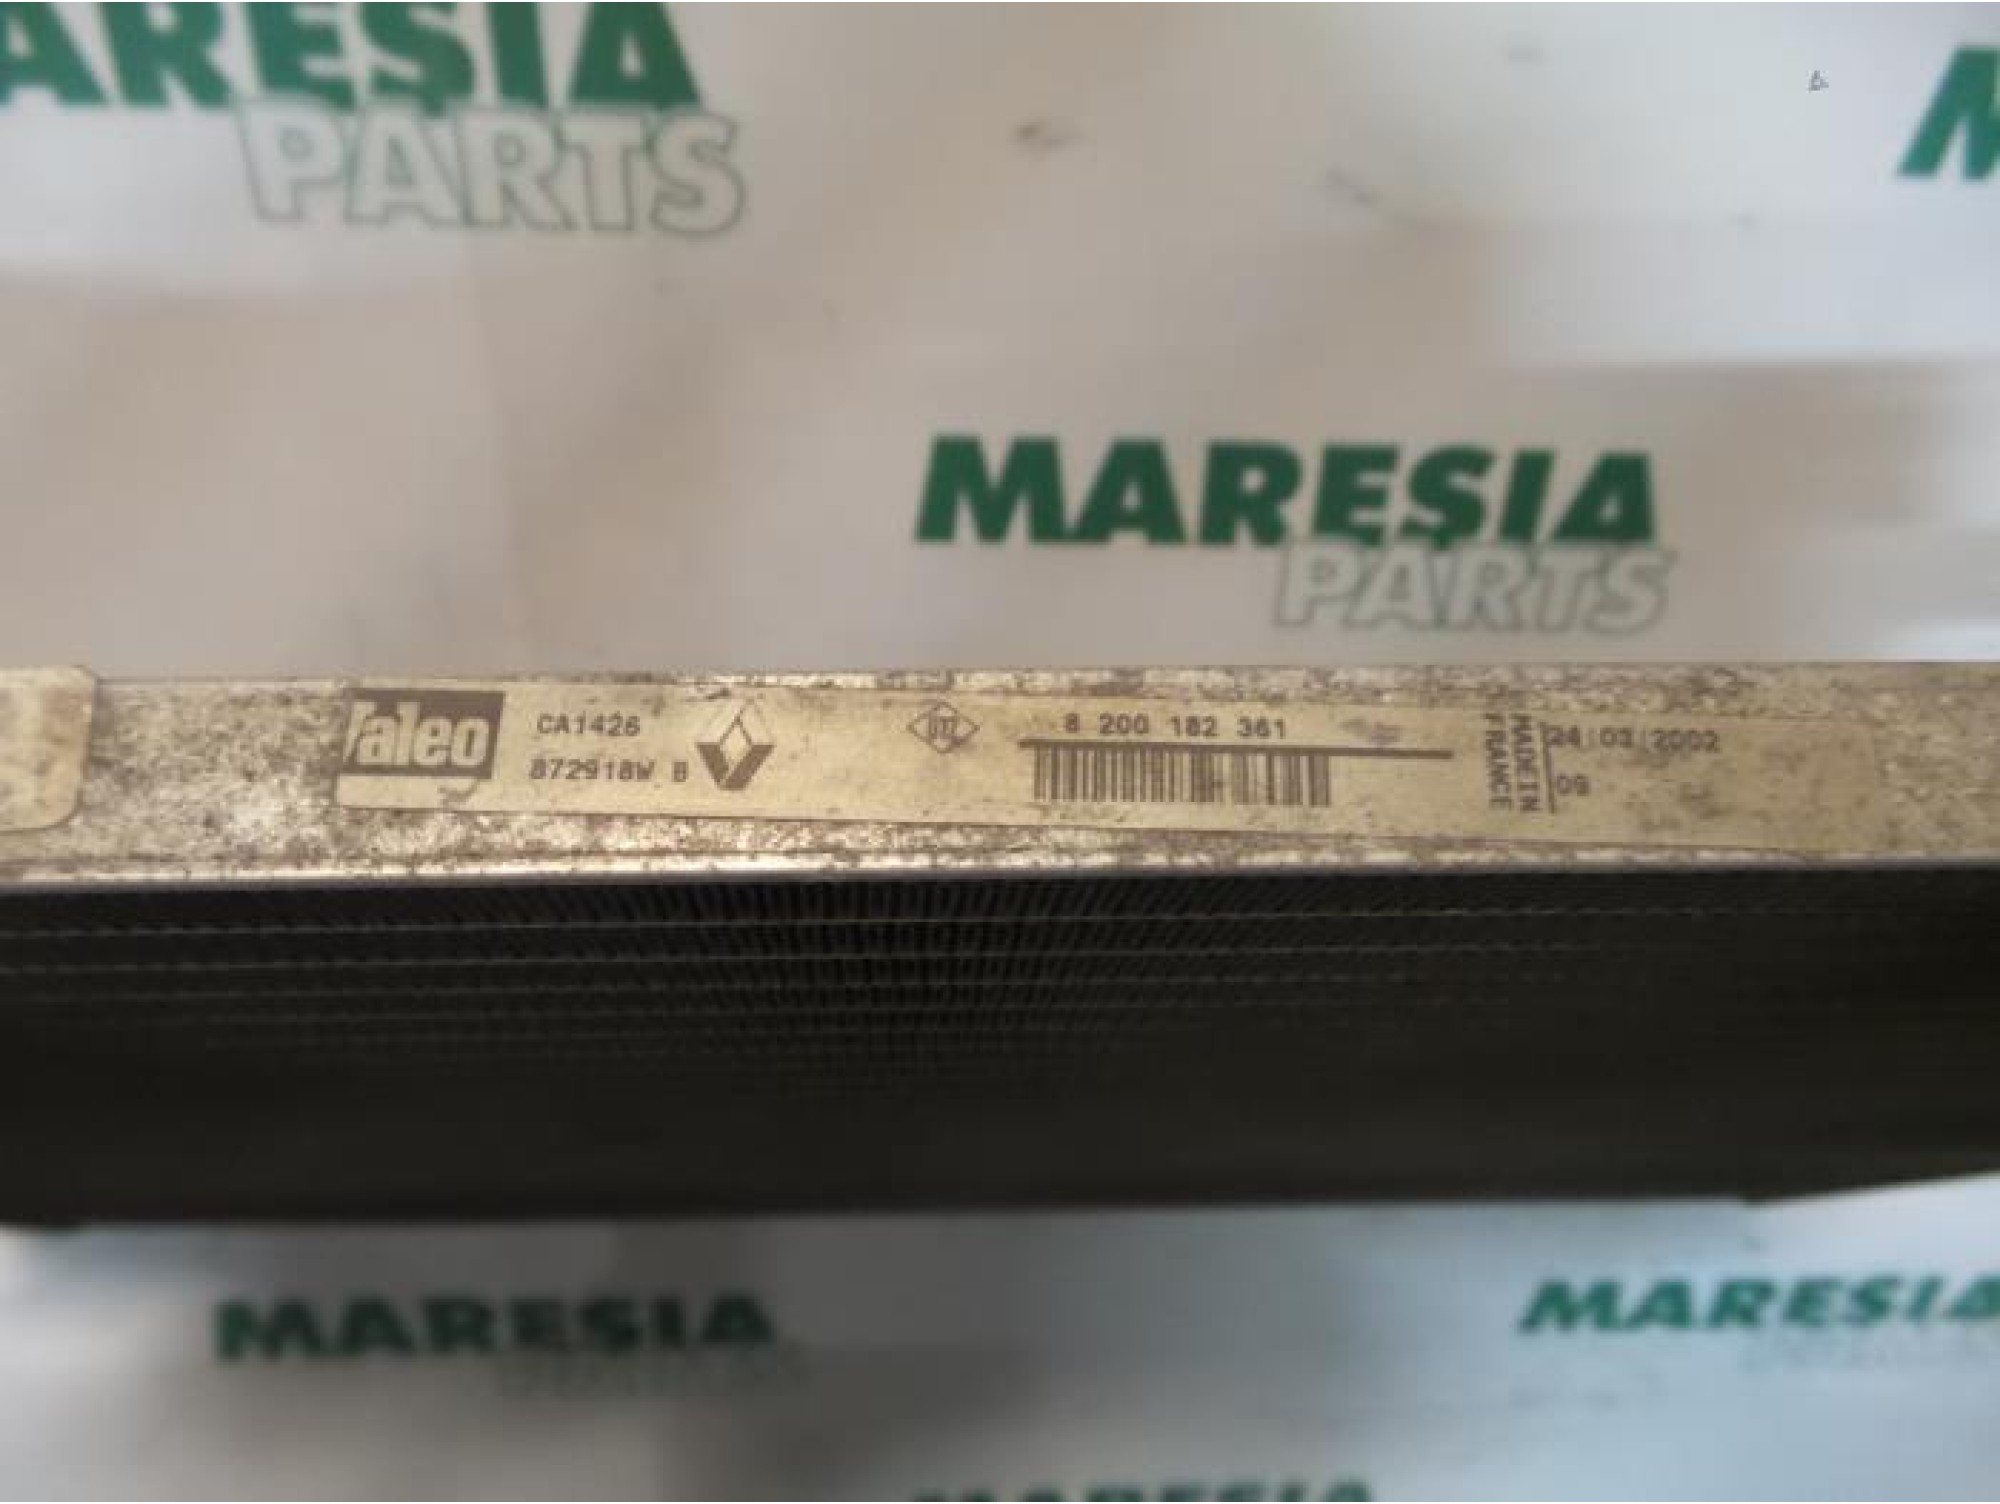 ARESIA
PARTS
M
MARESIA
PARTS
Valeo
CA1426
872918W B
8 200 182 361
MADE IN
FRANCE
24/03/2002
09
MARESIA
MARESIA
MARESIA